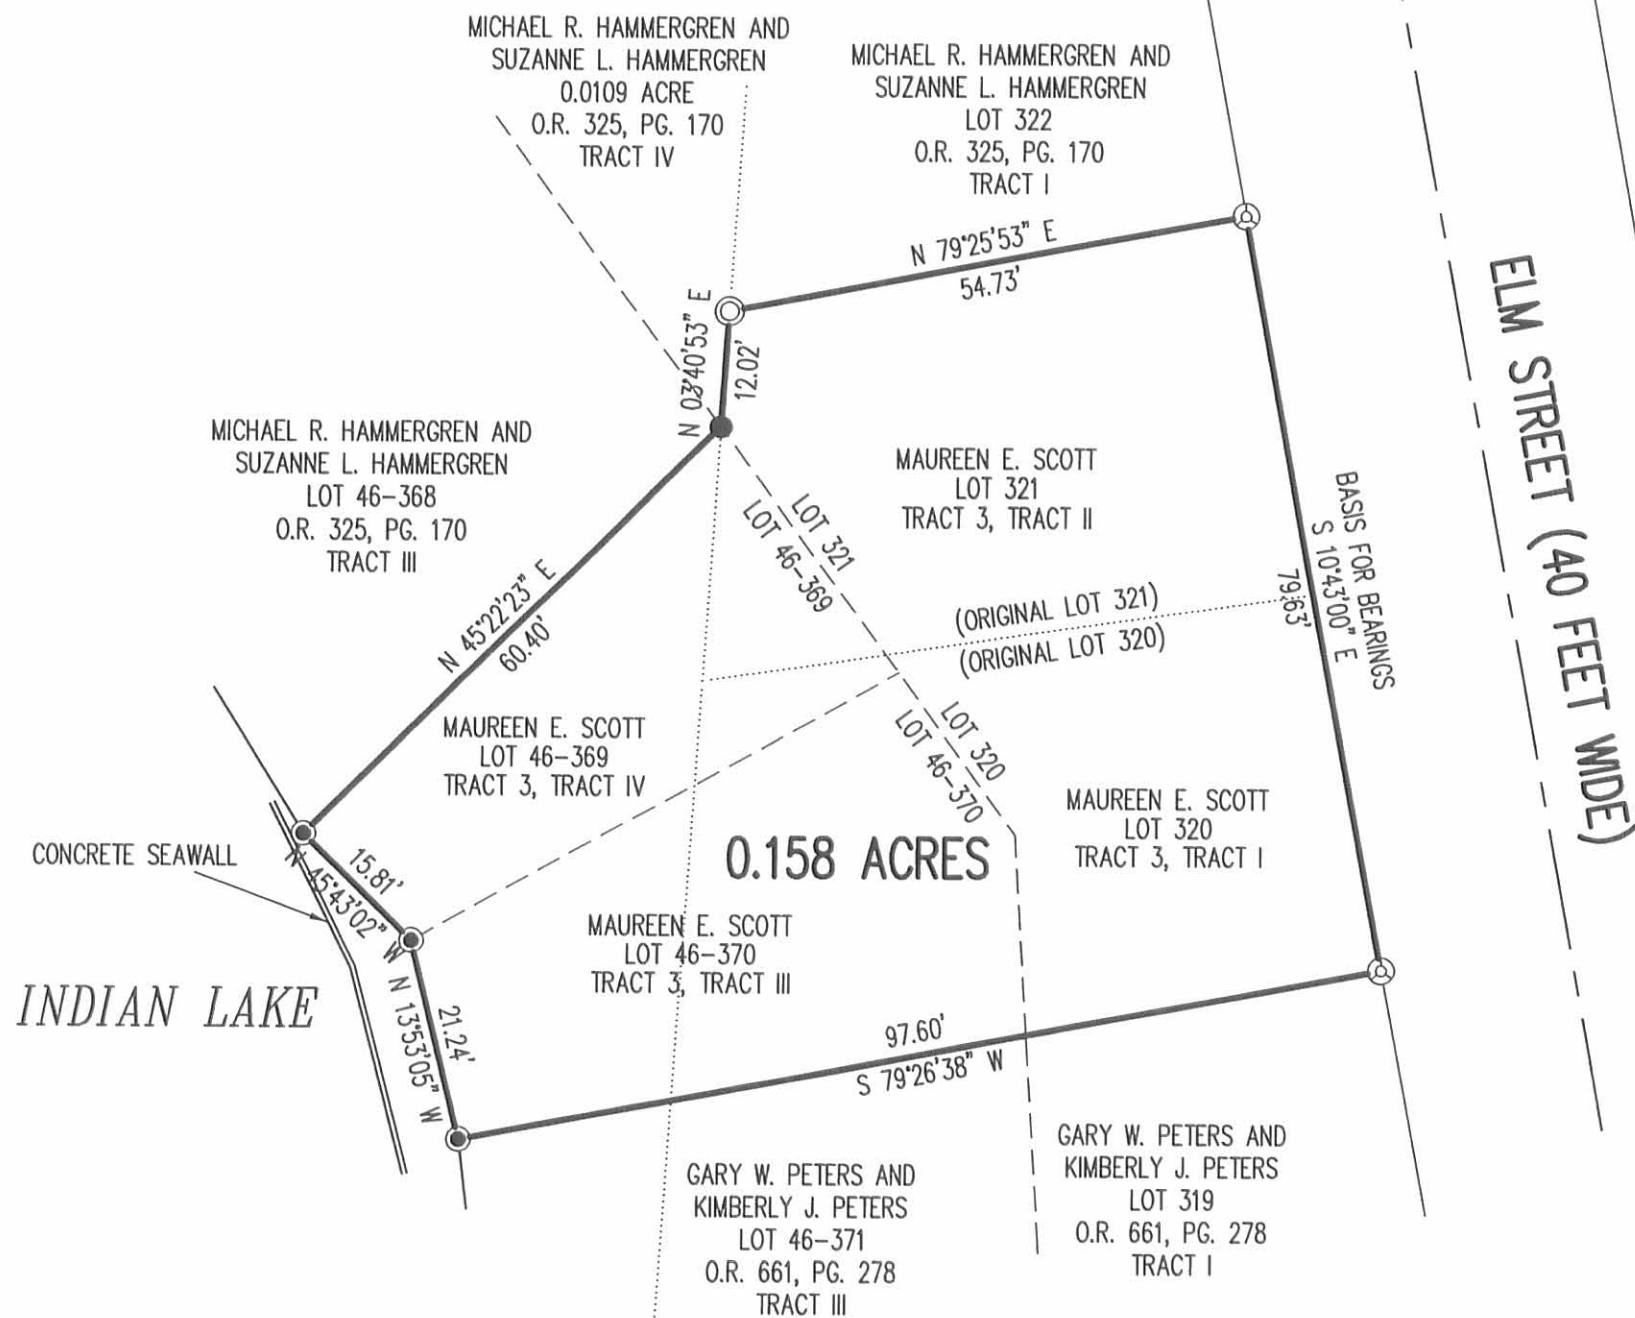 MICHAEL R. HAMMERGREN AND
SUZANNE L. HAMMERGREN
0.0109 ACRE
O.R. 325, PG. 170
TRACT IV
MICHAEL R. HAMMERGREN AND
SUZANNE L. HAMMERGREN
LOT 322
O.R. 325, PG. 170
TRACT I
N 79°25'53" E
54.73'
N 03°40'53" E
12.02'
ELM STREET (40 FEET WIDE)
MICHAEL R. HAMMERGREN AND
SUZANNE L. HAMMERGREN
LOT 46-368
O.R. 325, PG. 170
TRACT III
MAUREEN E. SCOTT
LOT 321
TRACT 3, TRACT II
BASIS FOR BEARINGS
S 10°43'00" E
79.63'
LOT 321
LOT 46-369
N 45°22'23" E
60.40'
(ORIGINAL LOT 321)
(ORIGINAL LOT 320)
MAUREEN E. SCOTT
LOT 46-369
TRACT 3, TRACT IV
LOT 320
LOT 46-370
MAUREEN E. SCOTT
LOT 320
TRACT 3, TRACT I
0.158 ACRES
CONCRETE SEAWALL
15.81'
N 45°43'02" W
MAUREEN E. SCOTT
LOT 46-370
TRACT 3, TRACT III
INDIAN LAKE
21.24'
N 13°53'05" W
97.60'
S 79°26'38" W
GARY W. PETERS AND
KIMBERLY J. PETERS
LOT 46-371
O.R. 661, PG. 278
TRACT III
GARY W. PETERS AND
KIMBERLY J. PETERS
LOT 319
O.R. 661, PG. 278
TRACT I